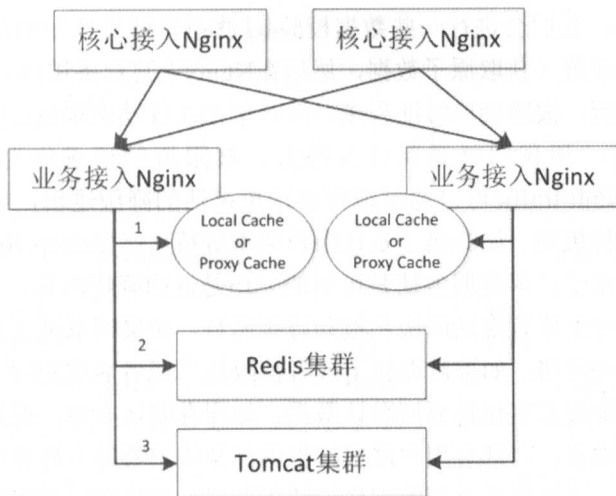 核心接入Nginx
核心接入Nginx
业务接入Nginx
业务接入Nginx
1
Local Cache
or
Proxy Cache
Local Cache
or
Proxy Cache
2
Redis集群
3
Tomcat集群